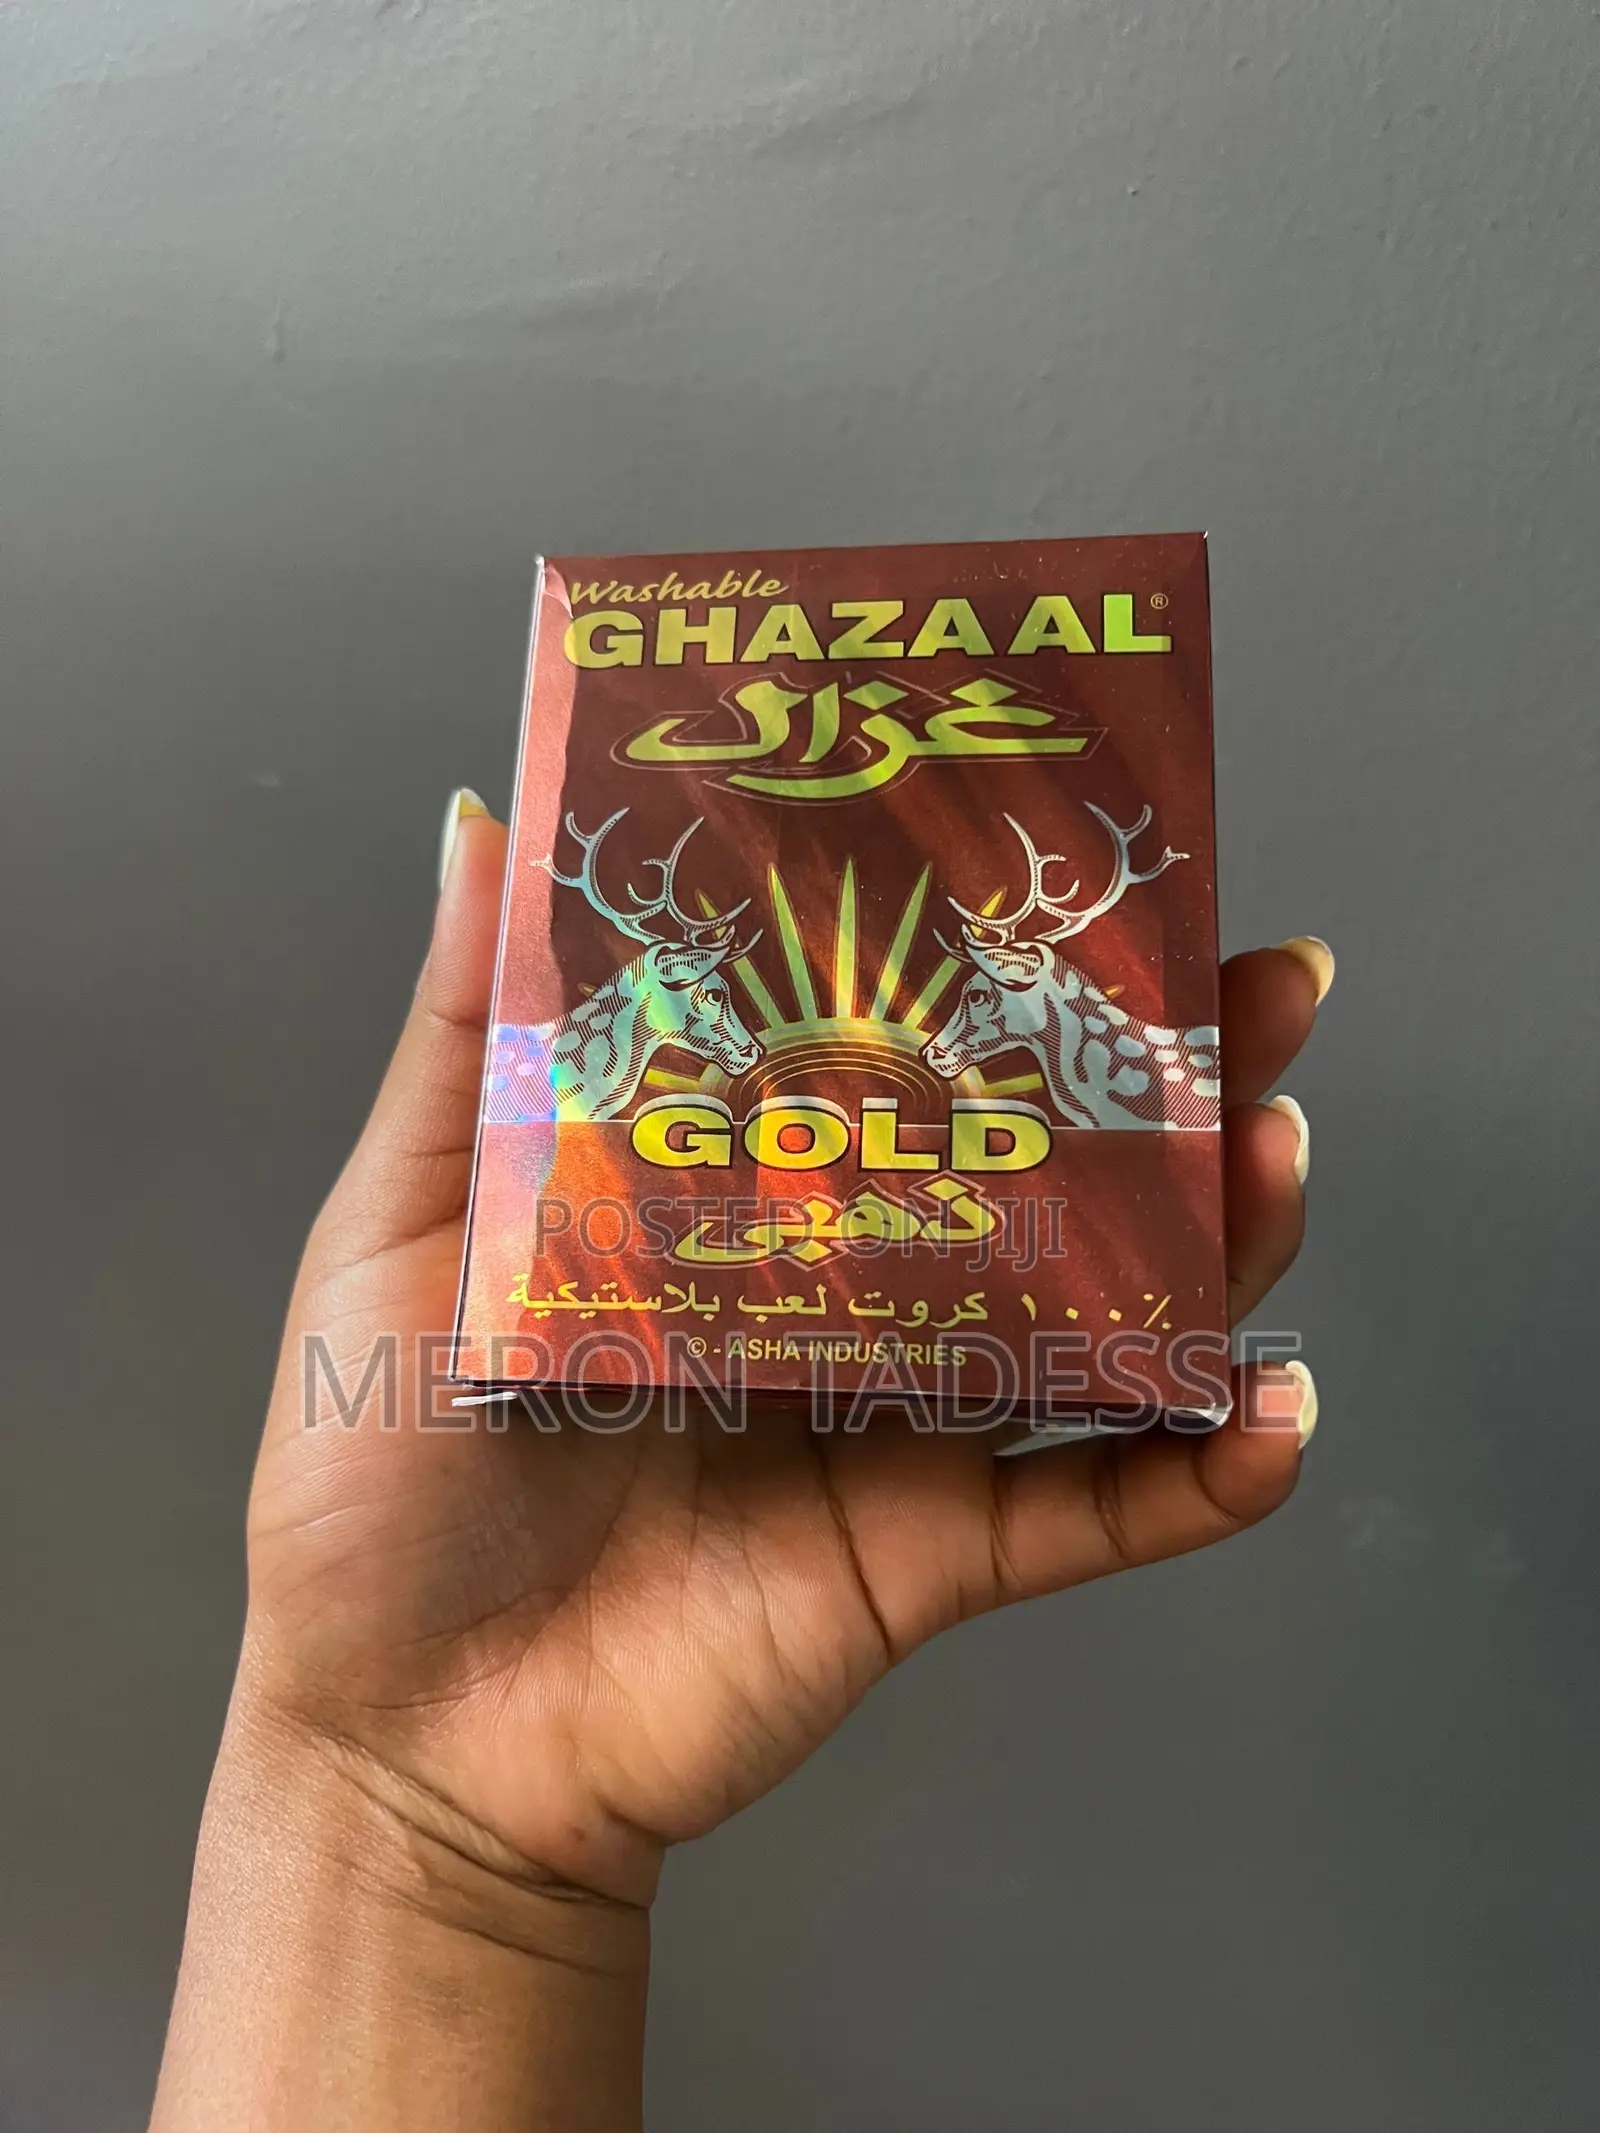 Washable
GHAZAAL®
غزال
GOLD
ذهبي
POSTED ON JIJI
١٠٠٪ كروت لعب بلاستيكية
© - ASHA INDUSTRIES
MERON TADESSE